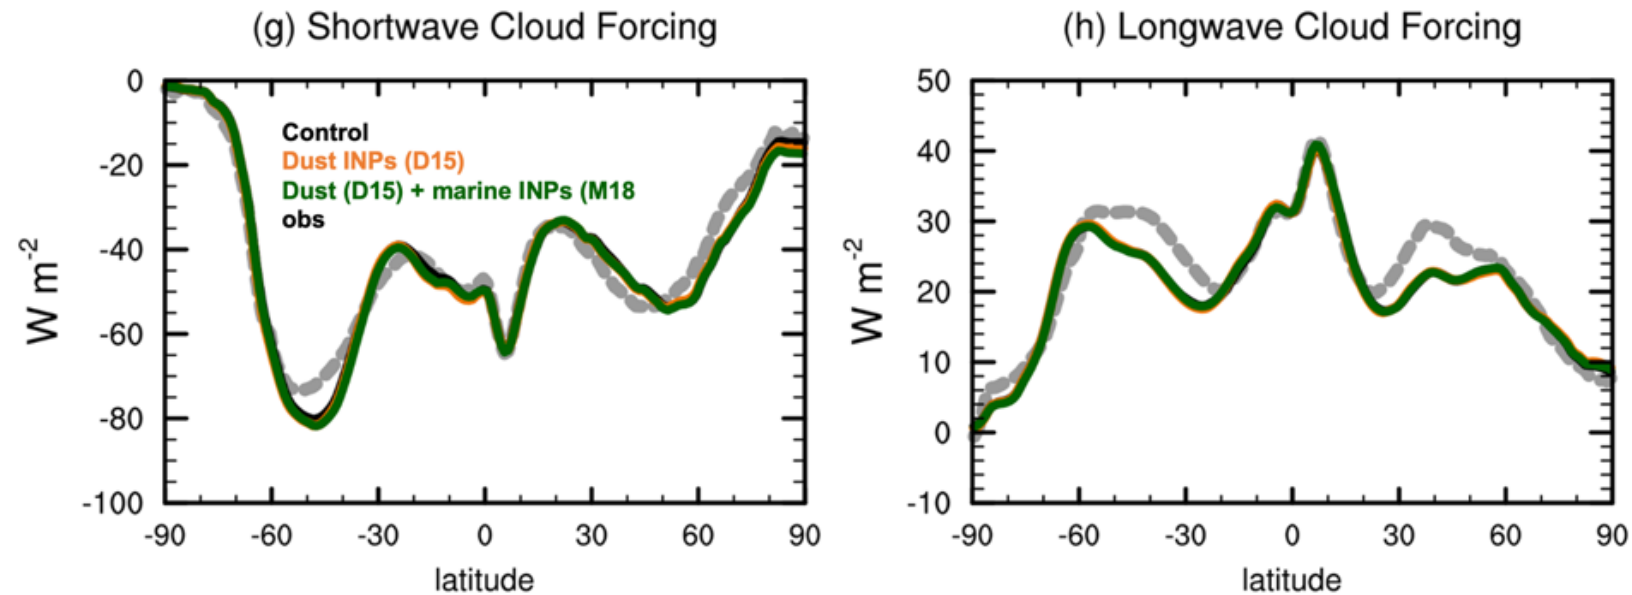 (g) Shortwave Cloud Forcing
(h) Longwave Cloud Forcing
0
-20
-40
-60
-80
-100
W m-2
Control
Dust INPs (D15)
Dust (D15) + marine INPs (M18
obs
-90 -60 -30 0 30 60 90
latitude
50
40
30
20
10
0
-10
W m-2
-90 -60 -30 0 30 60 90
latitude